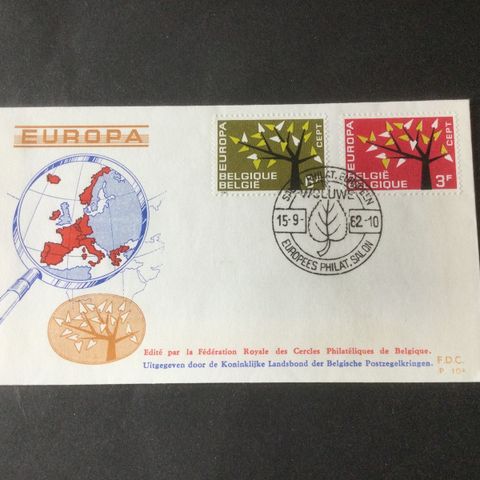 EUROPA
EUROPA
CEPT
BELGIQUE
BELGIË
EUROPA
CEPT
BELGIË
BELGIQUE
3F
15-9-
62-10
EUROPEES PHILAT. SALON
Edité par la Fédération Royale des Cercles Philatéliques de Belgique.
Uitgegeven door de Koninklijke Landsbond der Belgische Postzegelkringen.
F.D.C.
P. 10